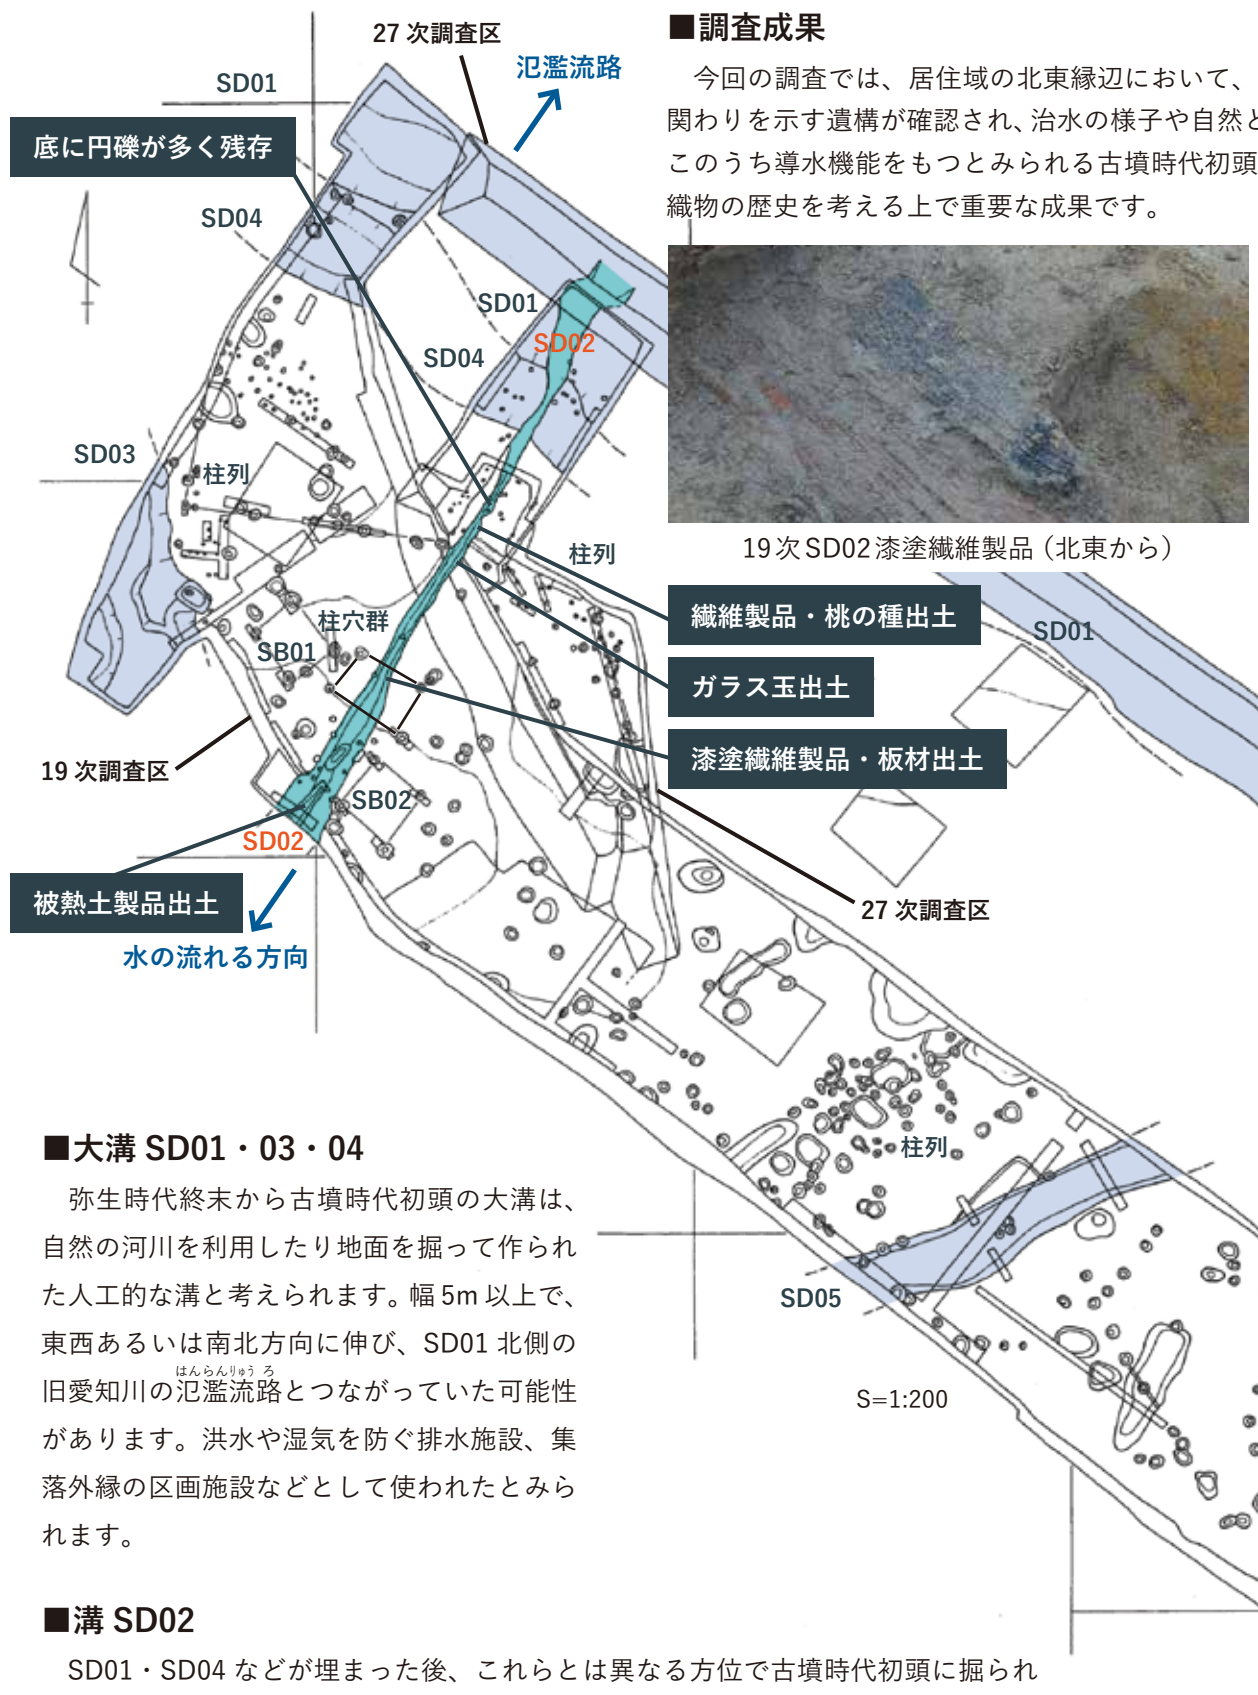 27 次調査区
氾濫流路
SD01
底に円礫が多く残存
SD04
SD01
SD02
SD04
SD03
柱列
柱列
柱穴群
SB01
19 次調査区
SB02
SD02
被熱土製品出土
水の流れる方向
■調査成果
今回の調査では、居住域の北東縁辺において、
関わりを示す遺構が確認され、治水の様子や自然と
このうち導水機能をもつとみられる古墳時代初頭
織物の歴史を考える上で重要な成果です。
19次SD02漆塗繊維製品（北東から）
繊維製品・桃の種出土
SD01
ガラス玉出土
漆塗繊維製品・板材出土
27 次調査区
柱列
SD05
S=1:200
■大溝 SD01・03・04
弥生時代終末から古墳時代初頭の大溝は、
自然の河川を利用したり地面を掘って作られ
た人工的な溝と考えられます。幅 5m 以上で、
東西あるいは南北方向に伸び、SD01 北側の
はんらんりゅう ろ
旧愛知川の氾濫流路とつながっていた可能性
があります。洪水や湿気を防ぐ排水施設、集
落外縁の区画施設などとして使われたとみら
れます。
■溝 SD02
SD01・SD04 などが埋まった後、これらとは異なる方位で古墳時代初頭に掘られ